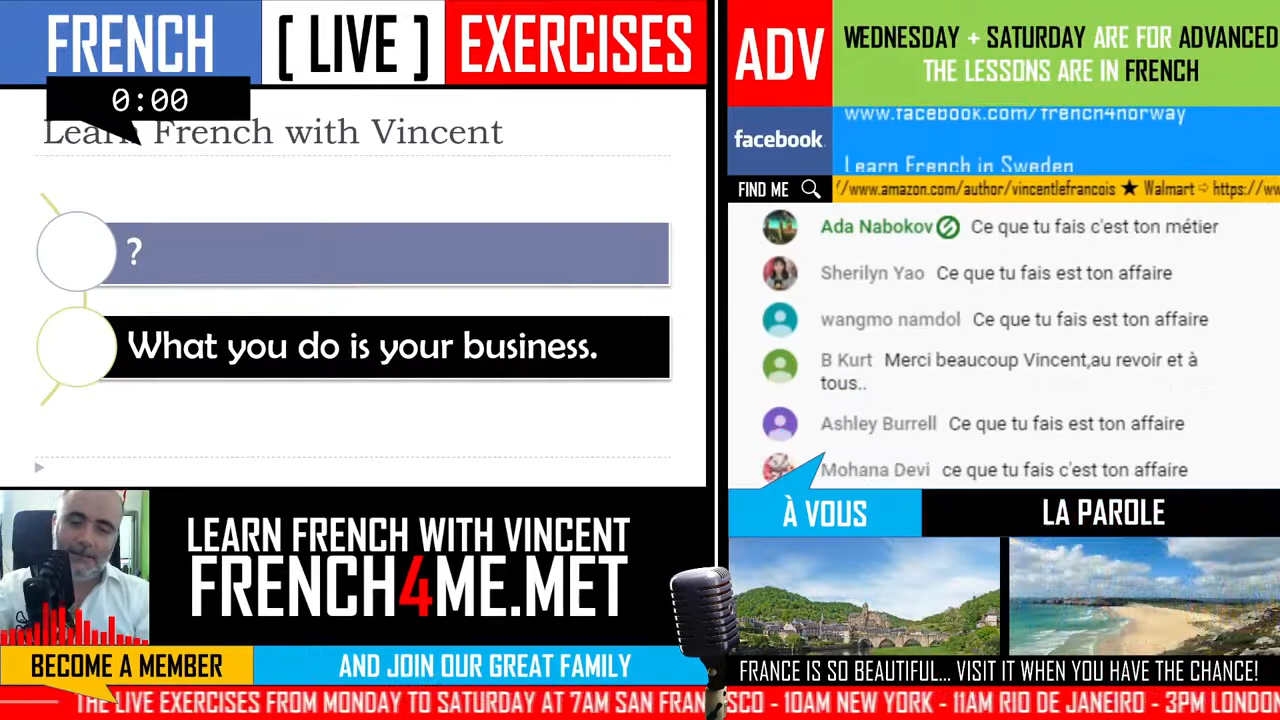 FRENCH [ LIVE ] EXERCISES
0:00
Learn French with Vincent
?
What you do is your business.
LEARN FRENCH WITH VINCENT
FRENCH4ME.MET
BECOME A MEMBER AND JOIN OUR GREAT FAMILY
ADV
WEDNESDAY + SATURDAY ARE FOR ADVANCED
THE LESSONS ARE IN FRENCH
facebook
www.facebook.com/french4norway
Learn French in Sweden
FIND ME //www.amazon.com/author/vincentlefrancois ★ Walmart ⇨ https://ww
Ada Nabokov Ce que tu fais c'est ton métier
Sherilyn Yao Ce que tu fais est ton affaire
wangmo namdol Ce que tu fais est ton affaire
B Kurt Merci beaucoup Vincent,au revoir et à
tous..
Ashley Burrell Ce que tu fais est ton affaire
Mohana Devi ce que tu fais c'est ton affaire
À VOUS LA PAROLE
FRANCE IS SO BEAUTIFUL... VISIT IT WHEN YOU HAVE THE CHANCE!
THE LIVE EXERCISES FROM MONDAY TO SATURDAY AT 7AM SAN FRANCISCO - 10AM NEW YORK - 11AM RIO DE JANEIRO - 3PM LONDON